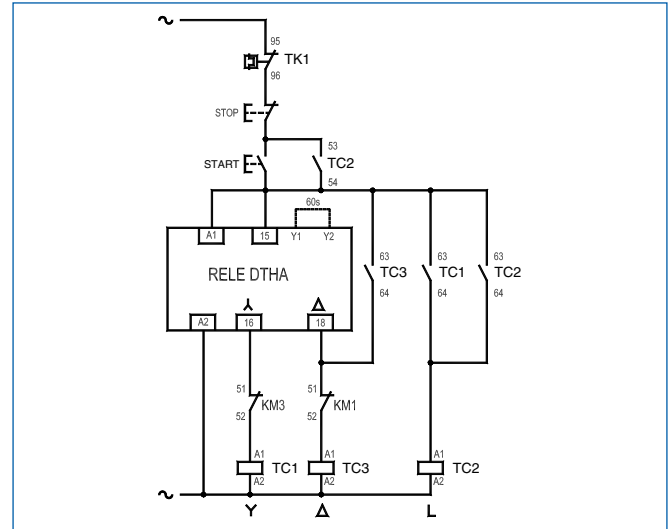 ~
95
TK1
96
STOP
53
START
TC2
54
60s
A1
15
Y1
Y2
RELE DTHA
63
63
63
TC3
TC1
TC2
64
64
64
A2
16
18
Δ
51
51
KM3
KM1
52
52
A1
A1
A1
TC1
TC3
TC2
A2
A2
A2
~
Y
Δ
L